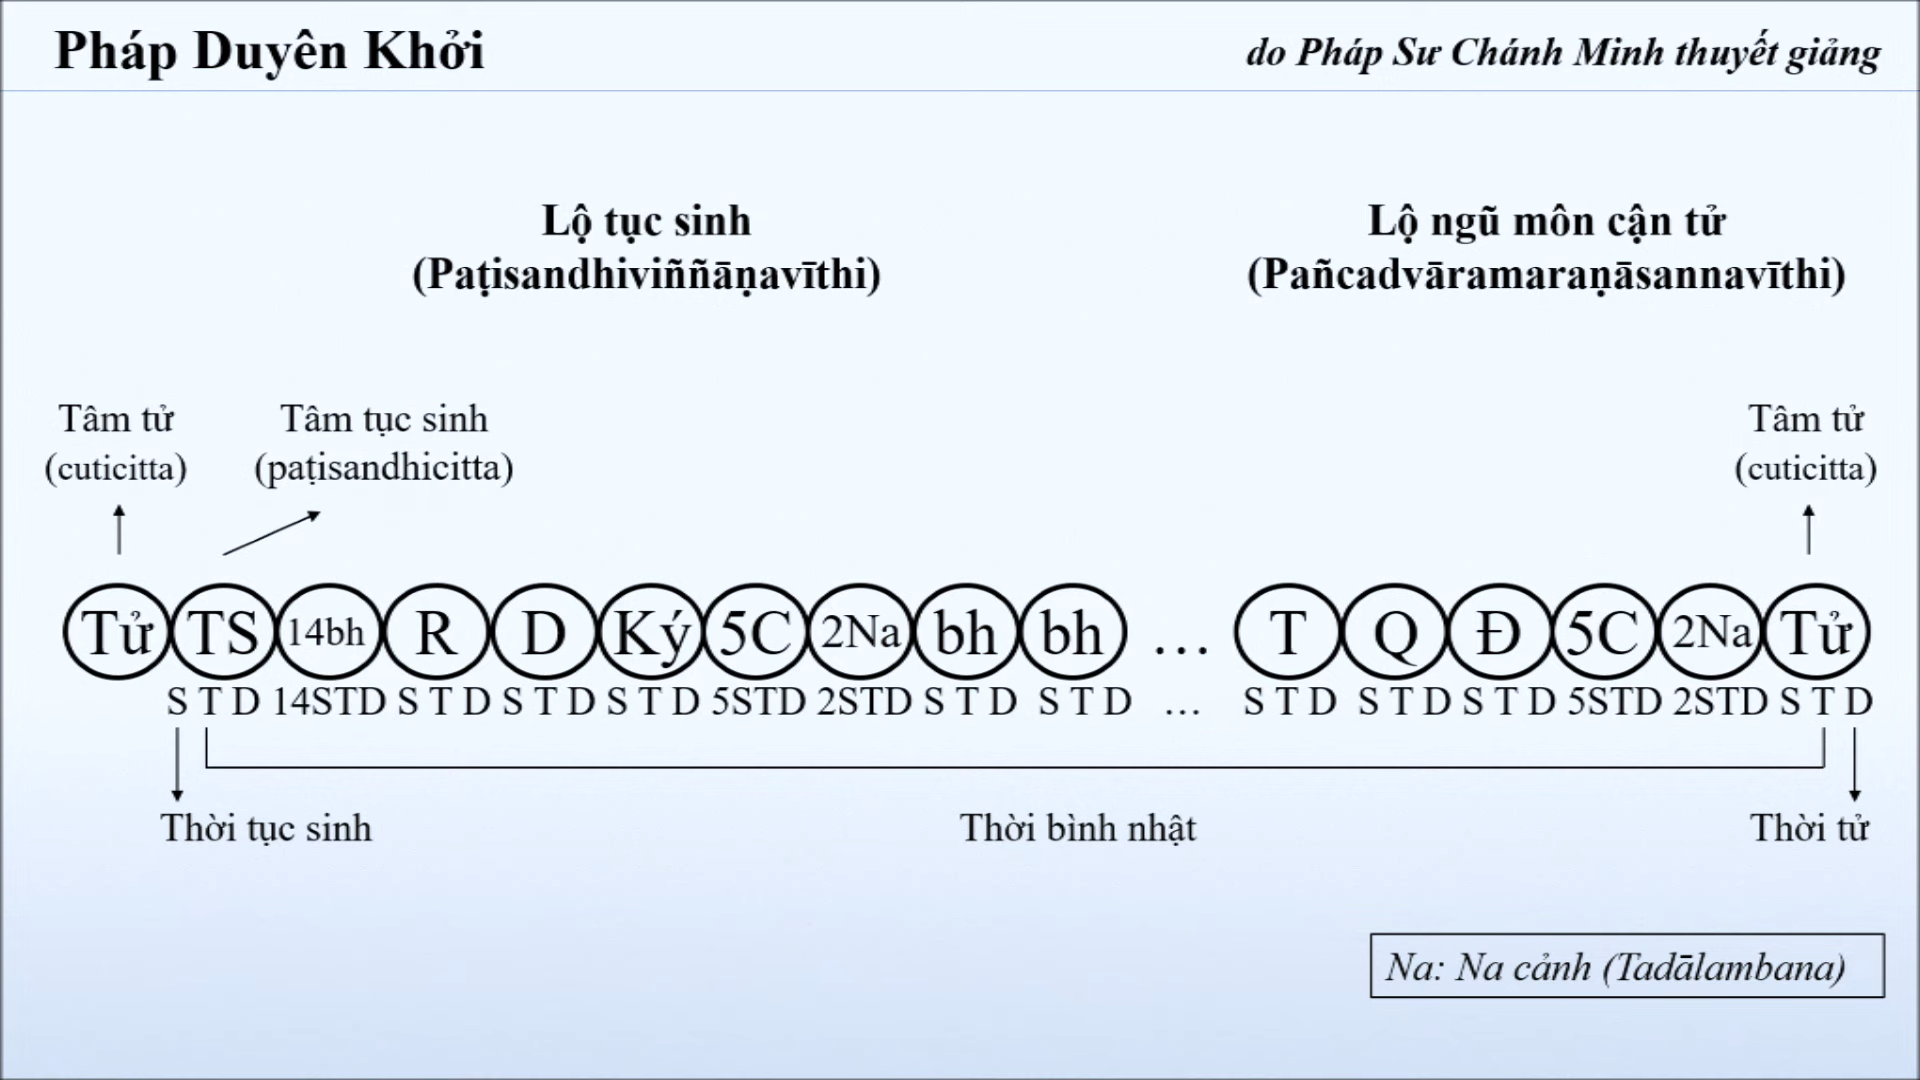 Pháp Duyên Khởi
do Pháp Sư Chánh Minh thuyết giảng
Lộ tục sinh
(Paṭisandhiviññāṇavīthi)
Lộ ngũ môn cận tử
(Pañcadvāramaraṇāsannavīthi)
Tâm tử
(cuticitta)
Tâm tục sinh
(paṭisandhicitta)
Tâm tử
(cuticitta)
Tử TS 14bh R D Ký 5C 2Na bh bh … T Q Đ 5C 2Na Tử
S T D 14STD S T D S T D S T D 5STD 2STD S T D S T D … S T D S T D S T D 5STD 2STD S T D
Thời tục sinh
Thời bình nhật
Thời tử
Na: Na cảnh (Tadālambana)